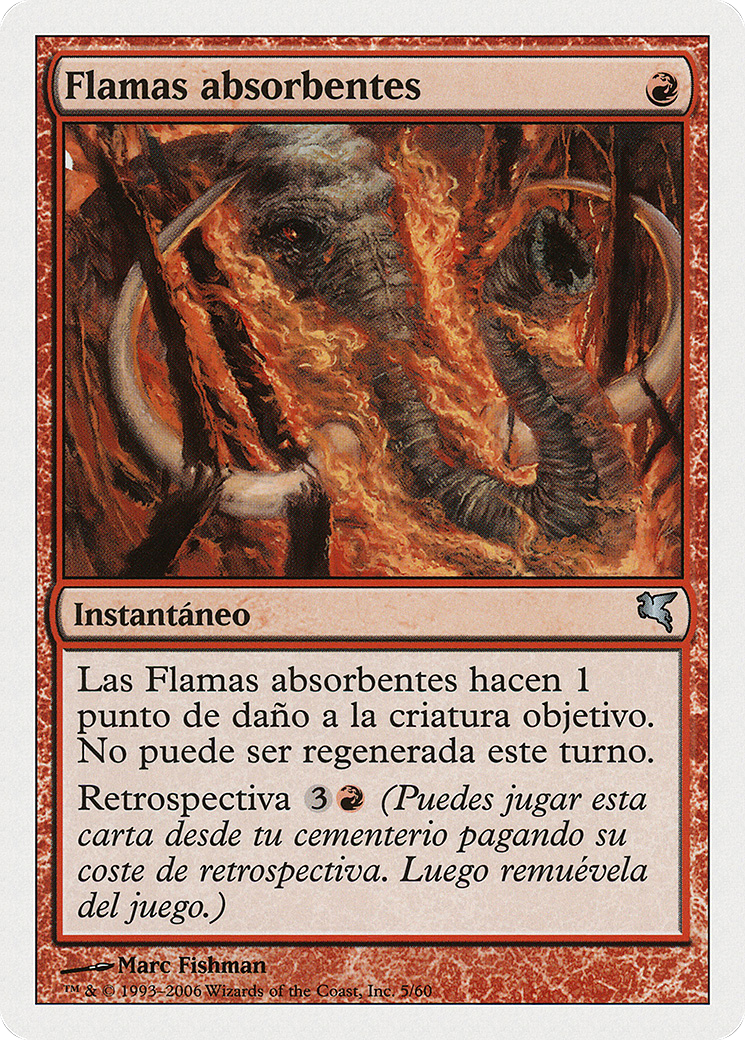 Flamas absorbentes
Instantáneo
Las Flamas absorbentes hacen 1
punto de daño a la criatura objetivo.
No puede ser regenerada este turno.
Retrospectiva 3 (Puedes jugar esta
carta desde tu cementerio pagando su
coste de retrospectiva. Luego remuévela
del juego.)
Marc Fishman
™ & © 1993–2006 Wizards of the Coast, Inc. 5/60